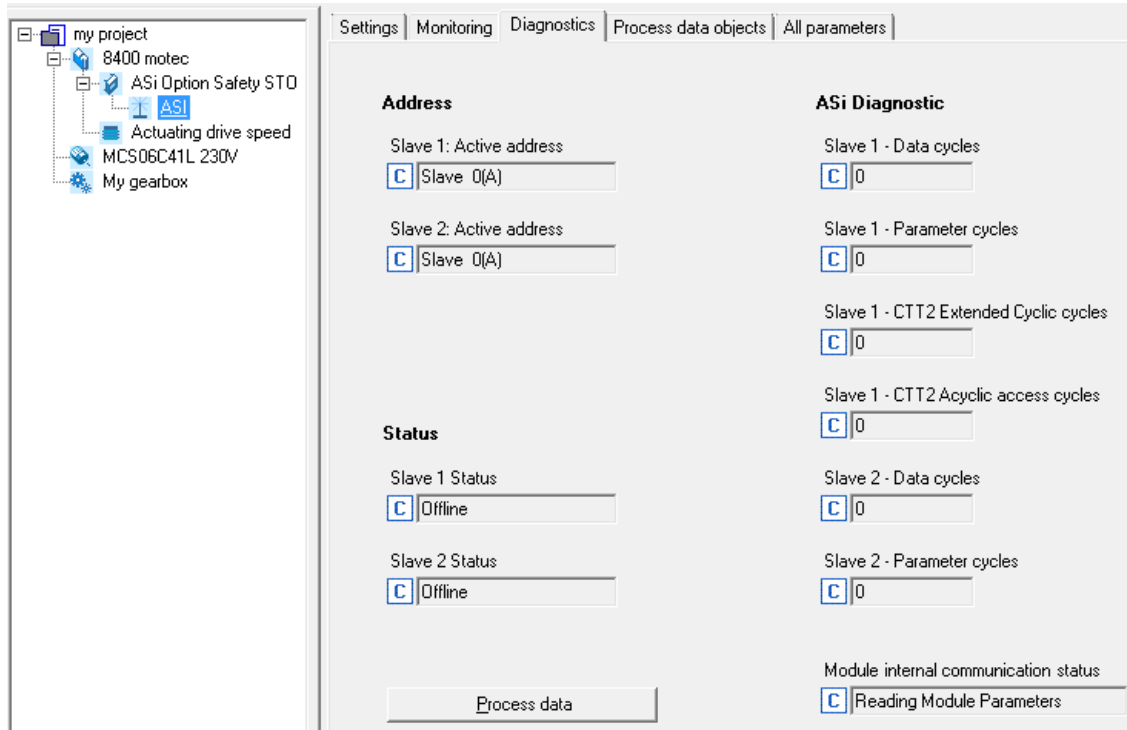 my project
8400 motec
ASi Option Safety STO
ASI
Actuating drive speed
MCS06C41L 230V
My gearbox
Settings
Monitoring
Diagnostics
Process data objects
All parameters
Address
Slave 1: Active address
C Slave 0(A)
Slave 2: Active address
C Slave 0(A)
Status
Slave 1 Status
C Offline
Slave 2 Status
C Offline
Process data
ASi Diagnostic
Slave 1 - Data cycles
C 0
Slave 1 - Parameter cycles
C 0
Slave 1 - CTT2 Extended Cyclic cycles
C 0
Slave 1 - CTT2 Acyclic access cycles
C 0
Slave 2 - Data cycles
C 0
Slave 2 - Parameter cycles
C 0
Module internal communication status
C Reading Module Parameters